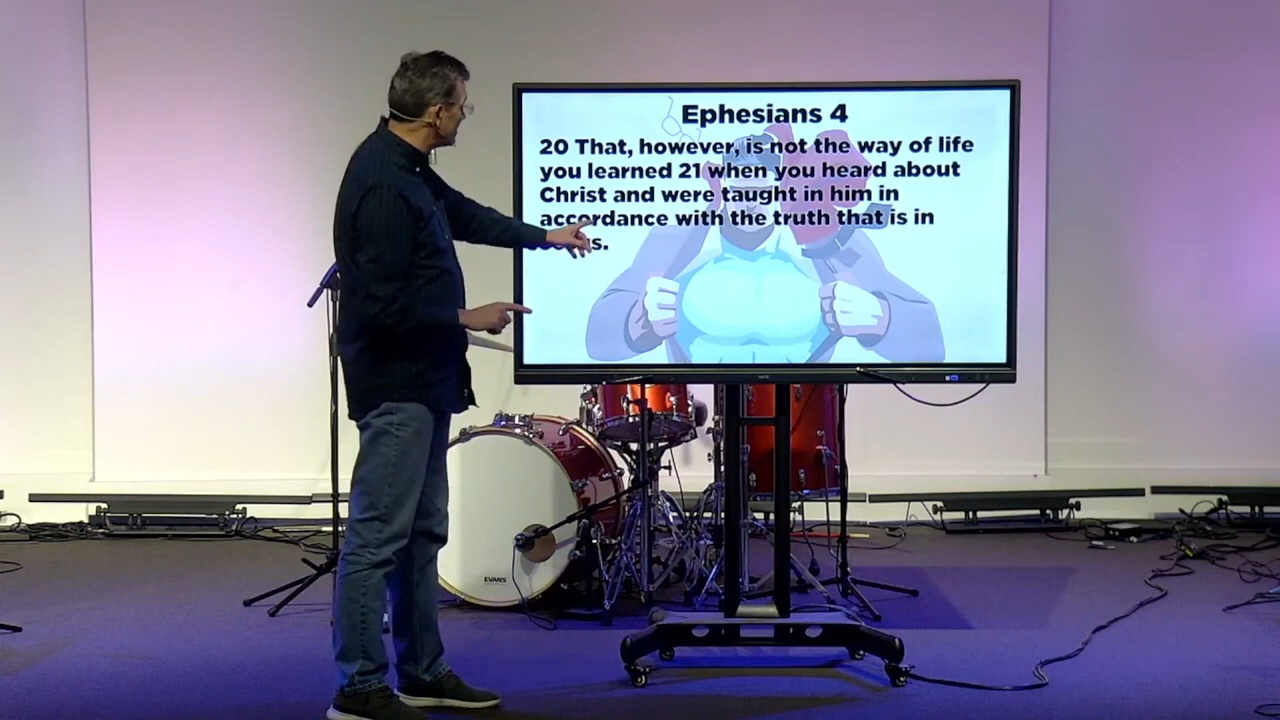 Ephesians 4
20 That, however, is not the way of life
you learned 21 when you heard about
Christ and were taught in him in
accordance with the truth that is in
EVANS